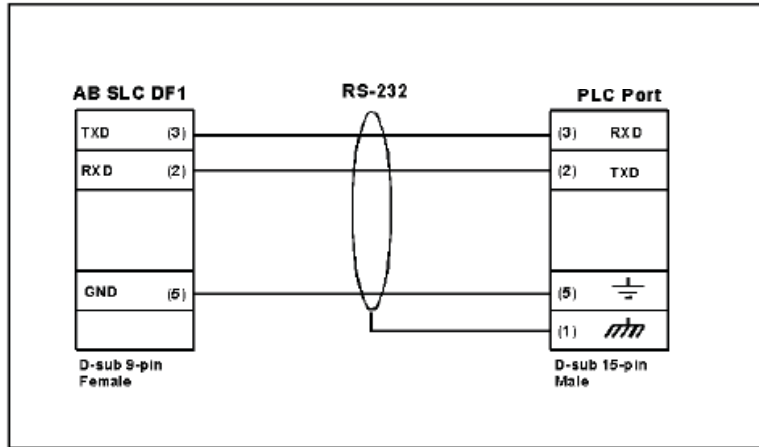 RS-232
AB SLC DF1
PLC Port
TXD (3)
(3) RXD
RXD (2)
(2) TXD
GND (5)
(5)
(1)
D-sub 9-pin
Female
D-sub 15-pin
Male